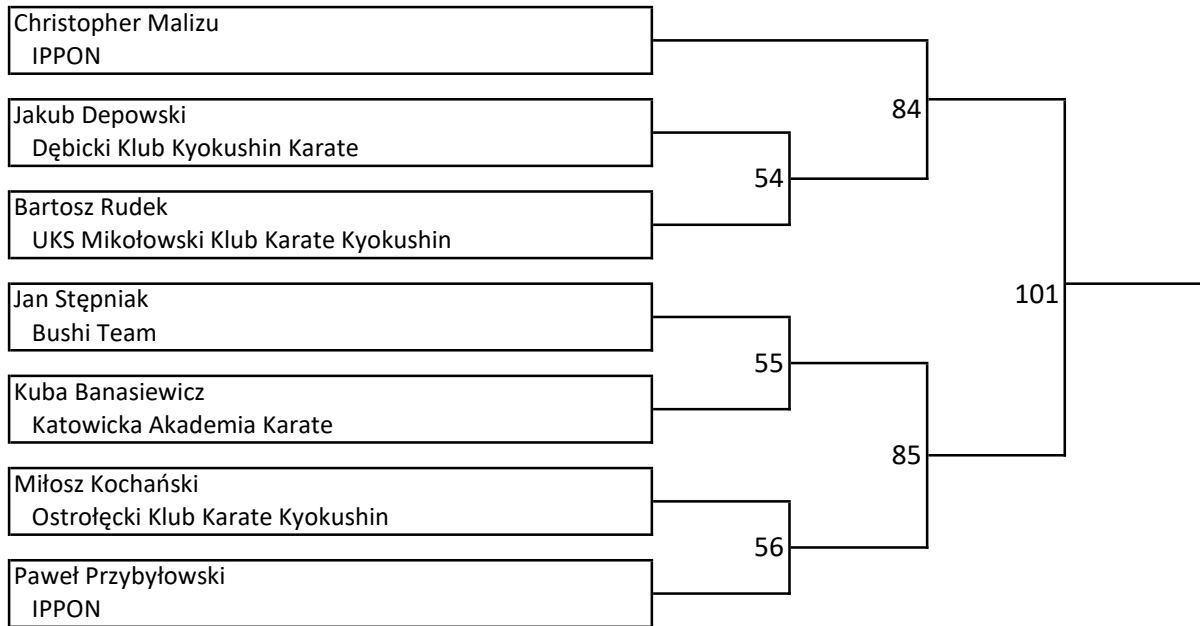 Christopher Malizu
IPPON
84
Jakub Depowski
Dębicki Klub Kyokushin Karate
54
Bartosz Rudek
UKS Mikołowski Klub Karate Kyokushin
101
Jan Stępniak
Bushi Team
55
Kuba Banasiewicz
Katowicka Akademia Karate
85
Miłosz Kochański
Ostrołęcki Klub Karate Kyokushin
56
Paweł Przybyłowski
IPPON